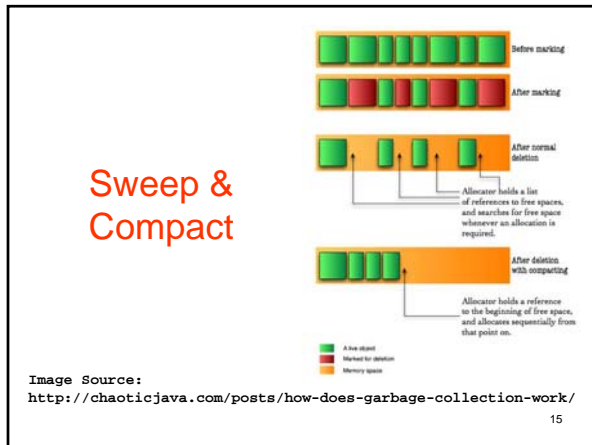 Sweep &
Compact
Before marking
After marking
After normal
deletion
Allocator holds a list
of references to free spaces,
and searches for free space
whenever an allocation is
required.
After deletion
with compacting
Allocator holds a reference
to the beginning of free space,
and allocates sequentially from
that point on.
A live object
Marked for deletion
Memory space
Image Source:
http://chaoticjava.com/posts/how-does-garbage-collection-work/
15